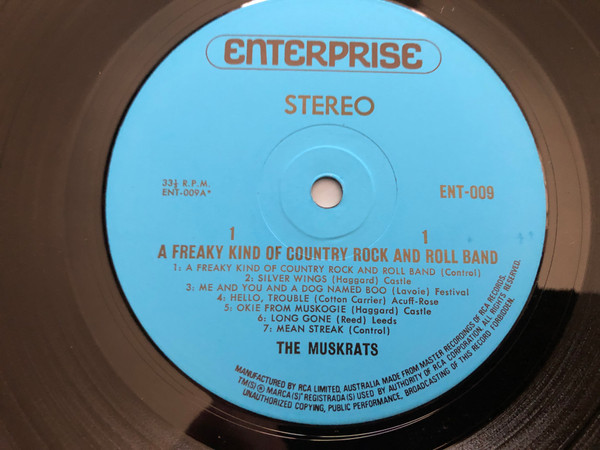 ENTERPRISE
STEREO
33⅓ R.P.M.
ENT-009A*
ENT-009
1 1
A FREAKY KIND OF COUNTRY ROCK AND ROLL BAND
1: A FREAKY KIND OF COUNTRY ROCK AND ROLL BAND (Control)
2: SILVER WINGS (Haggard) Castle
3: ME AND YOU AND A DOG NAMED BOO (Lavoie) Festival
4: HELLO, TROUBLE (Cotton Carrier) Acuff-Rose
5: OKIE FROM MUSKOGIE (Haggard) Castle
6: LONG GONE (Reed) Leeds
7: MEAN STREAK (Control)
THE MUSKRATS
MANUFACTURED BY RCA LIMITED, AUSTRALIA MADE FROM MASTER RECORDINGS OF RCA RECORDS.
TM(S) ® MARCA(S) REGISTRADA(S) USED BY AUTHORITY OF RCA CORPORATION. ALL RIGHTS RESERVED.
UNAUTHORIZED COPYING, PUBLIC PERFORMANCE, BROADCASTING OF THIS RECORD FORBIDDEN.